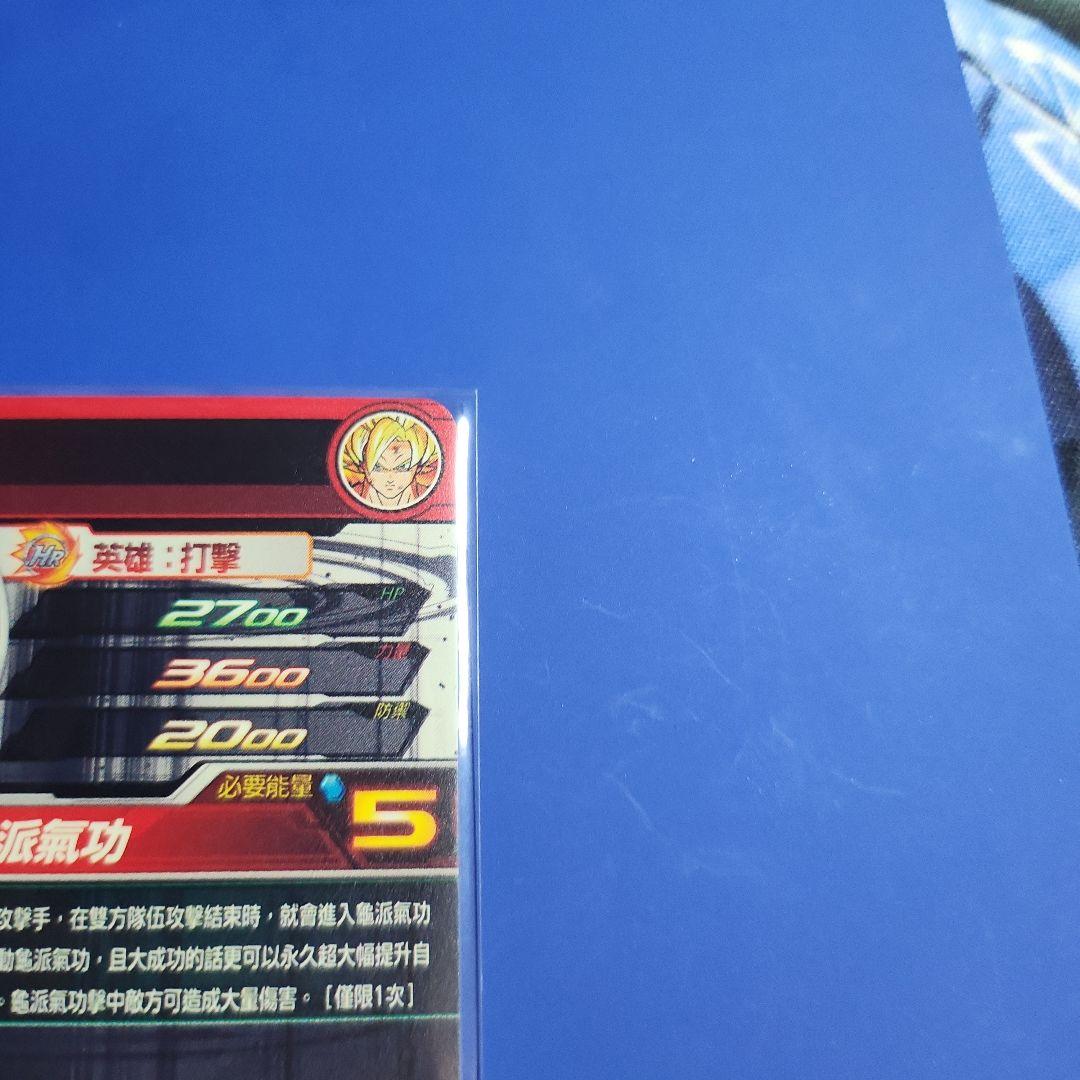 HR 英雄：打擊
HP
2700
力量
3600
防禦
2000
必要能量 5
派氣功
攻擊手，在雙方隊伍攻擊結束時，就會進入龜派氣功
動龜派氣功，且大成功的話更可以永久超大幅提升自
。龜派氣功擊中敵方可造成大量傷害。［僅限1次］